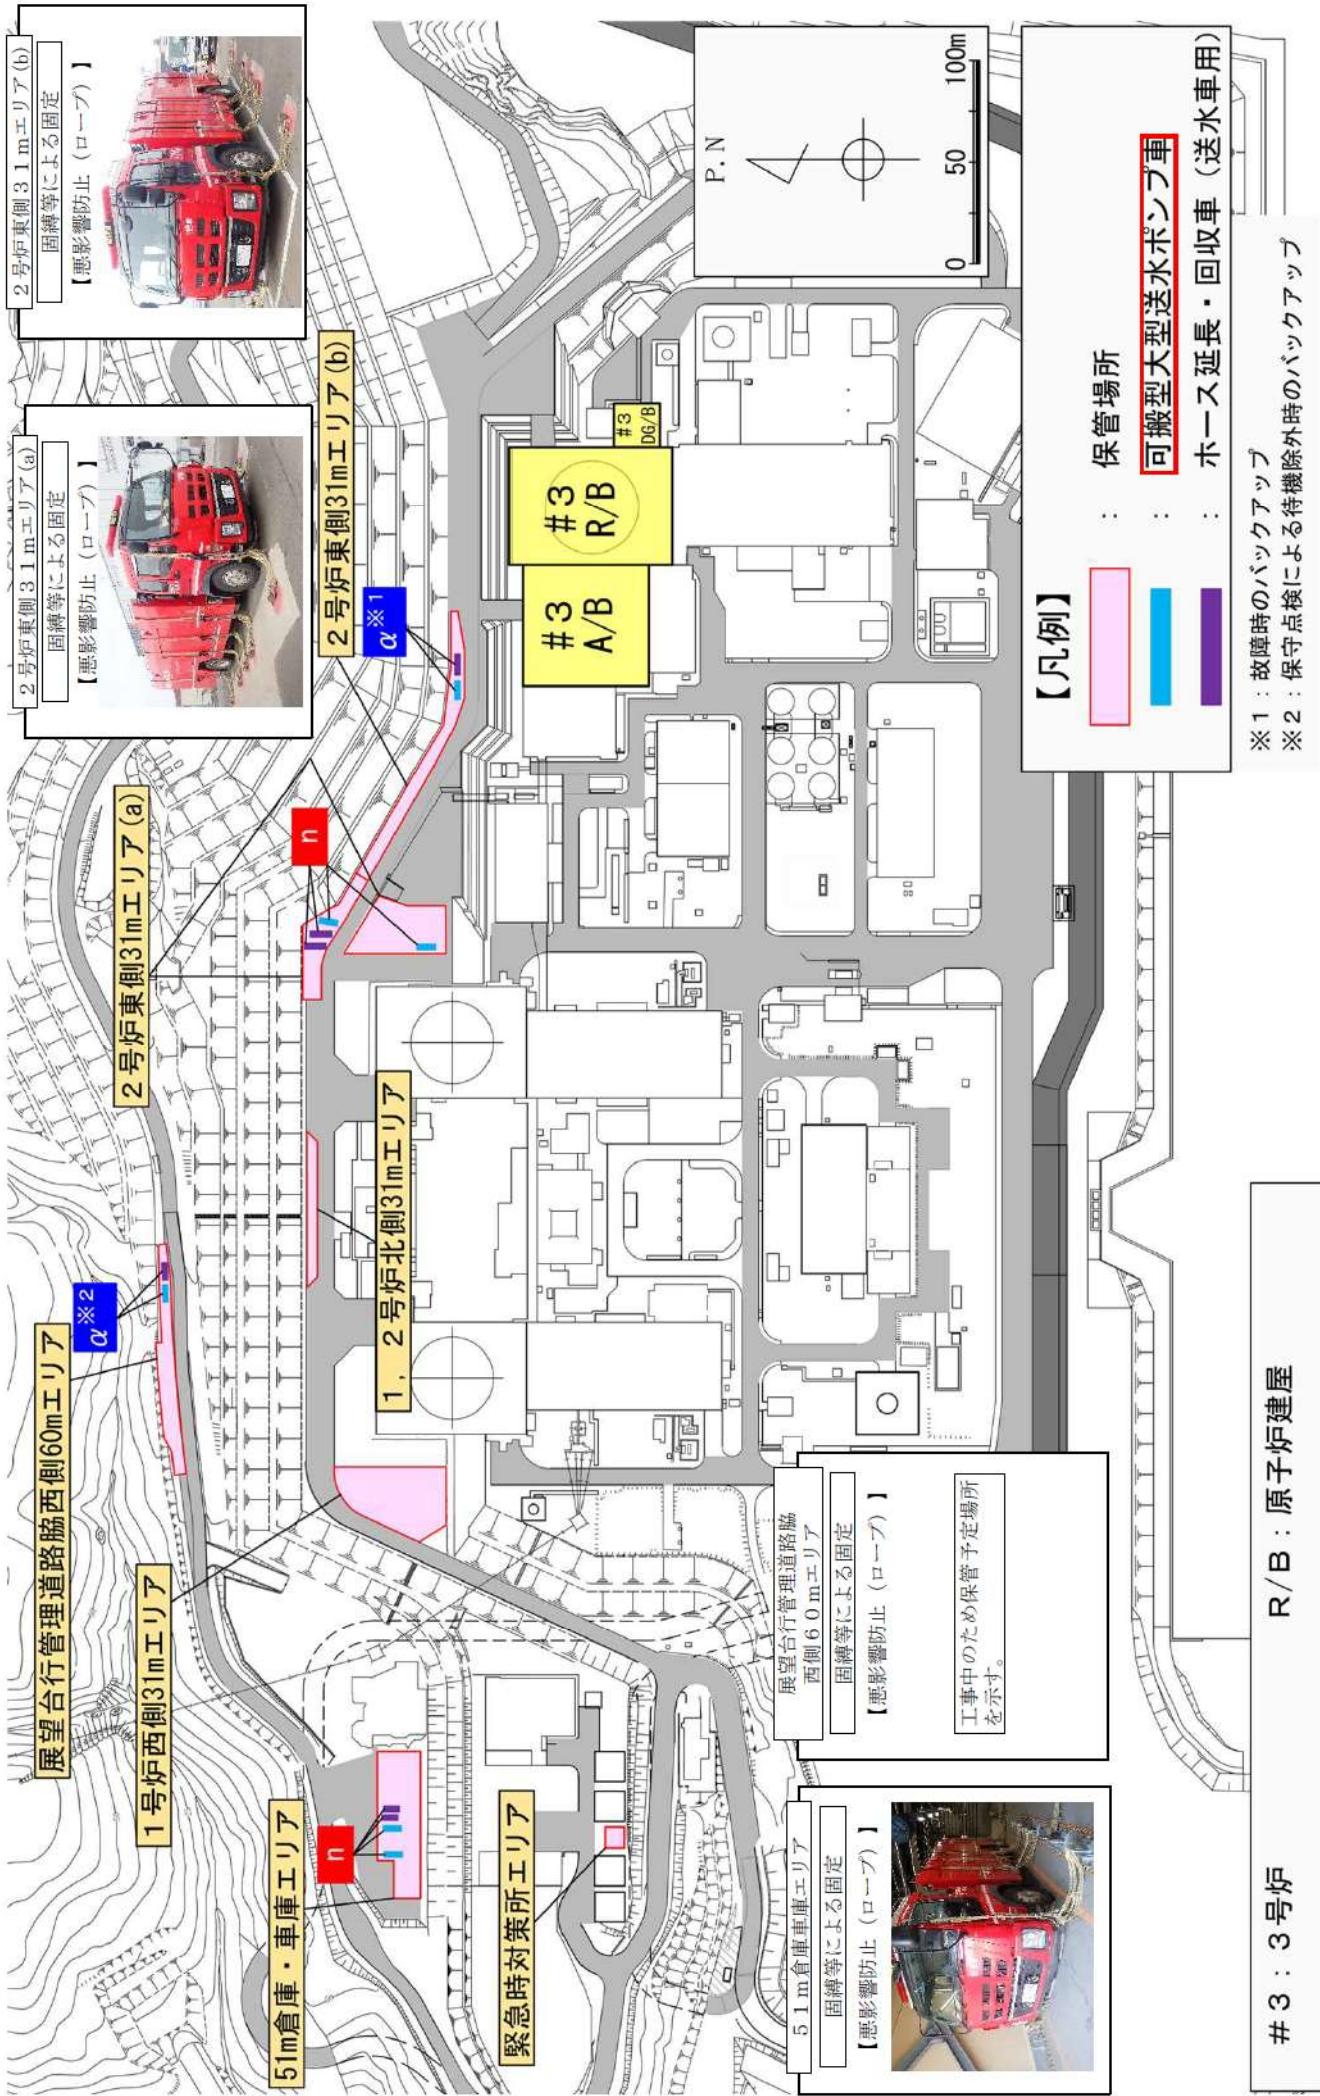 51m倉庫・車庫エリア
n
緊急時対策所エリア
展望台行管理道路脇西側60mエリア
α※2
1号炉西側31mエリア
1，2号炉北側31mエリア
2号炉東側31mエリア(a)
n
2号炉東側31mエリア(b)
α※1
#3
A/B
#3
R/B
#3
DG/B
2号炉東側31mエリア(a)
固縛等による固定
【悪影響防止（ロープ）】
2号炉東側31mエリア(b)
固縛等による固定
【悪影響防止（ロープ）】
51m倉庫車庫エリア
固縛等による固定
【悪影響防止（ロープ）】
展望台行管理道路脇
西側60mエリア
固縛等による固定
【悪影響防止（ロープ）】
工事中のため保管予定場所
を示す。
P.N
0 50 100m
【凡例】
： 保管場所
： 可搬型大型送水ポンプ車
： ホース延長・回収車（送水車用）
※1：故障時のバックアップ
※2：保守点検による待機除外時のバックアップ
#3：3号炉 R/B：原子炉建屋